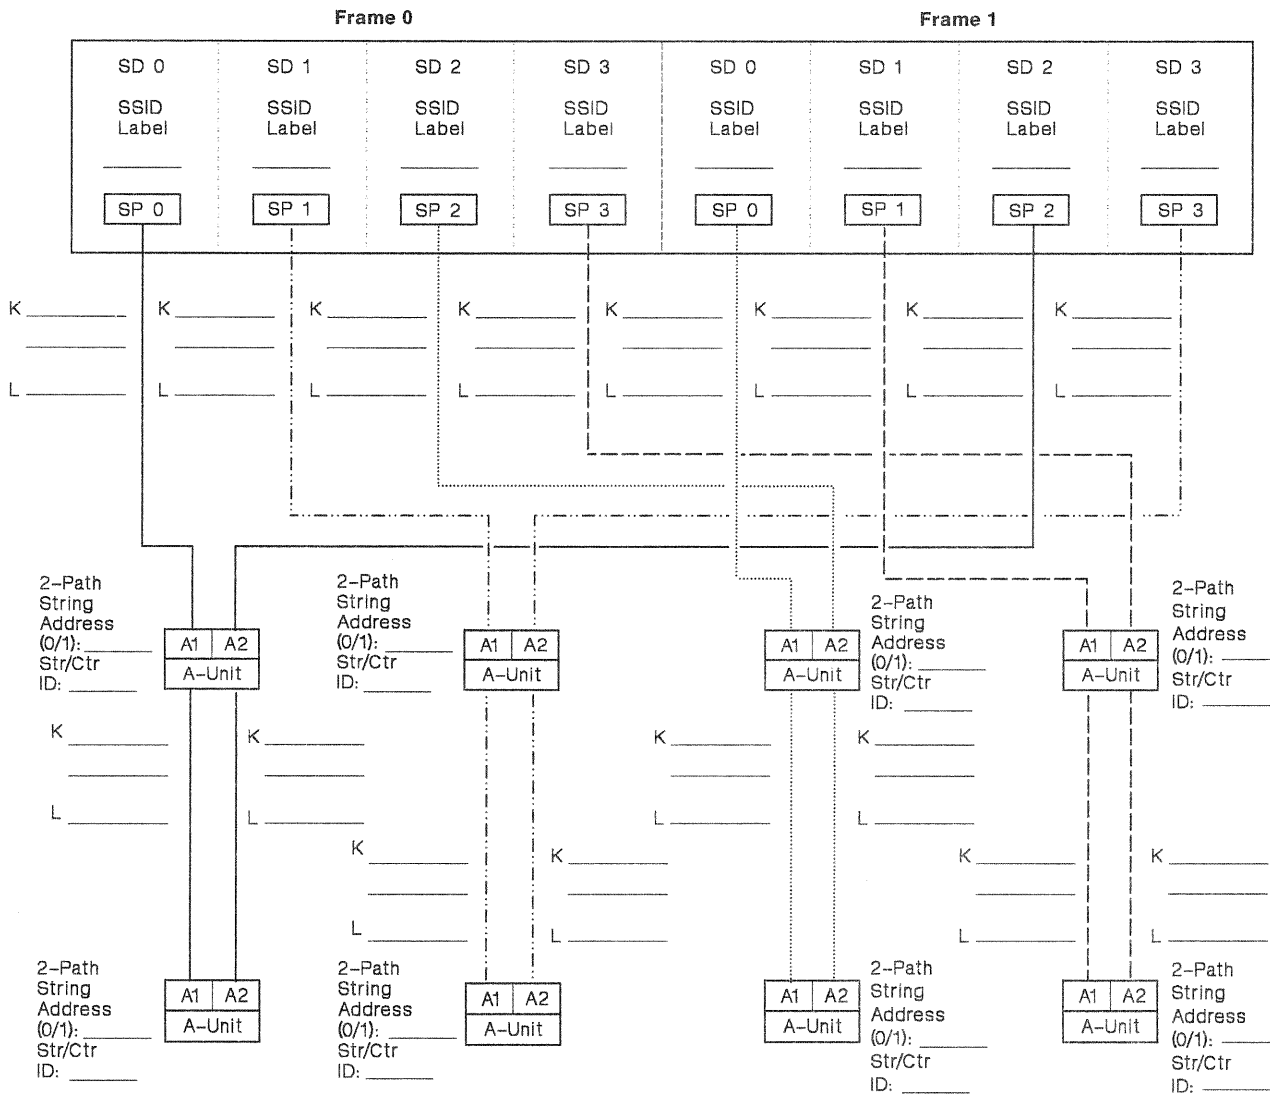 Frame 0 Frame 1
SD 0 SD 1 SD 2 SD 3 SD 0 SD 1 SD 2 SD 3
SSID SSID SSID SSID SSID SSID SSID SSID
Label Label Label Label Label Label Label Label
SP 0 SP 1 SP 2 SP 3 SP 0 SP 1 SP 2 SP 3
K K K K K K K K
L L L L L L L L
2-Path
String
Address
(0/1):
Str/Ctr
ID:
A1 A2
A-Unit
2-Path
String
Address
(0/1):
Str/Ctr
ID:
A1 A2
A-Unit
A1 A2
A-Unit
2-Path
String
Address
(0/1):
Str/Ctr
ID:
A1 A2
A-Unit
2-Path
String
Address
(0/1):
Str/Ctr
ID:
K K K K
L L L L
K K K K
L L L L
2-Path
String
Address
(0/1):
Str/Ctr
ID:
A1 A2
A-Unit
2-Path
String
Address
(0/1):
Str/Ctr
ID:
A1 A2
A-Unit
A1 A2
A-Unit
2-Path
String
Address
(0/1):
Str/Ctr
ID:
A1 A2
A-Unit
2-Path
String
Address
(0/1):
Str/Ctr
ID: